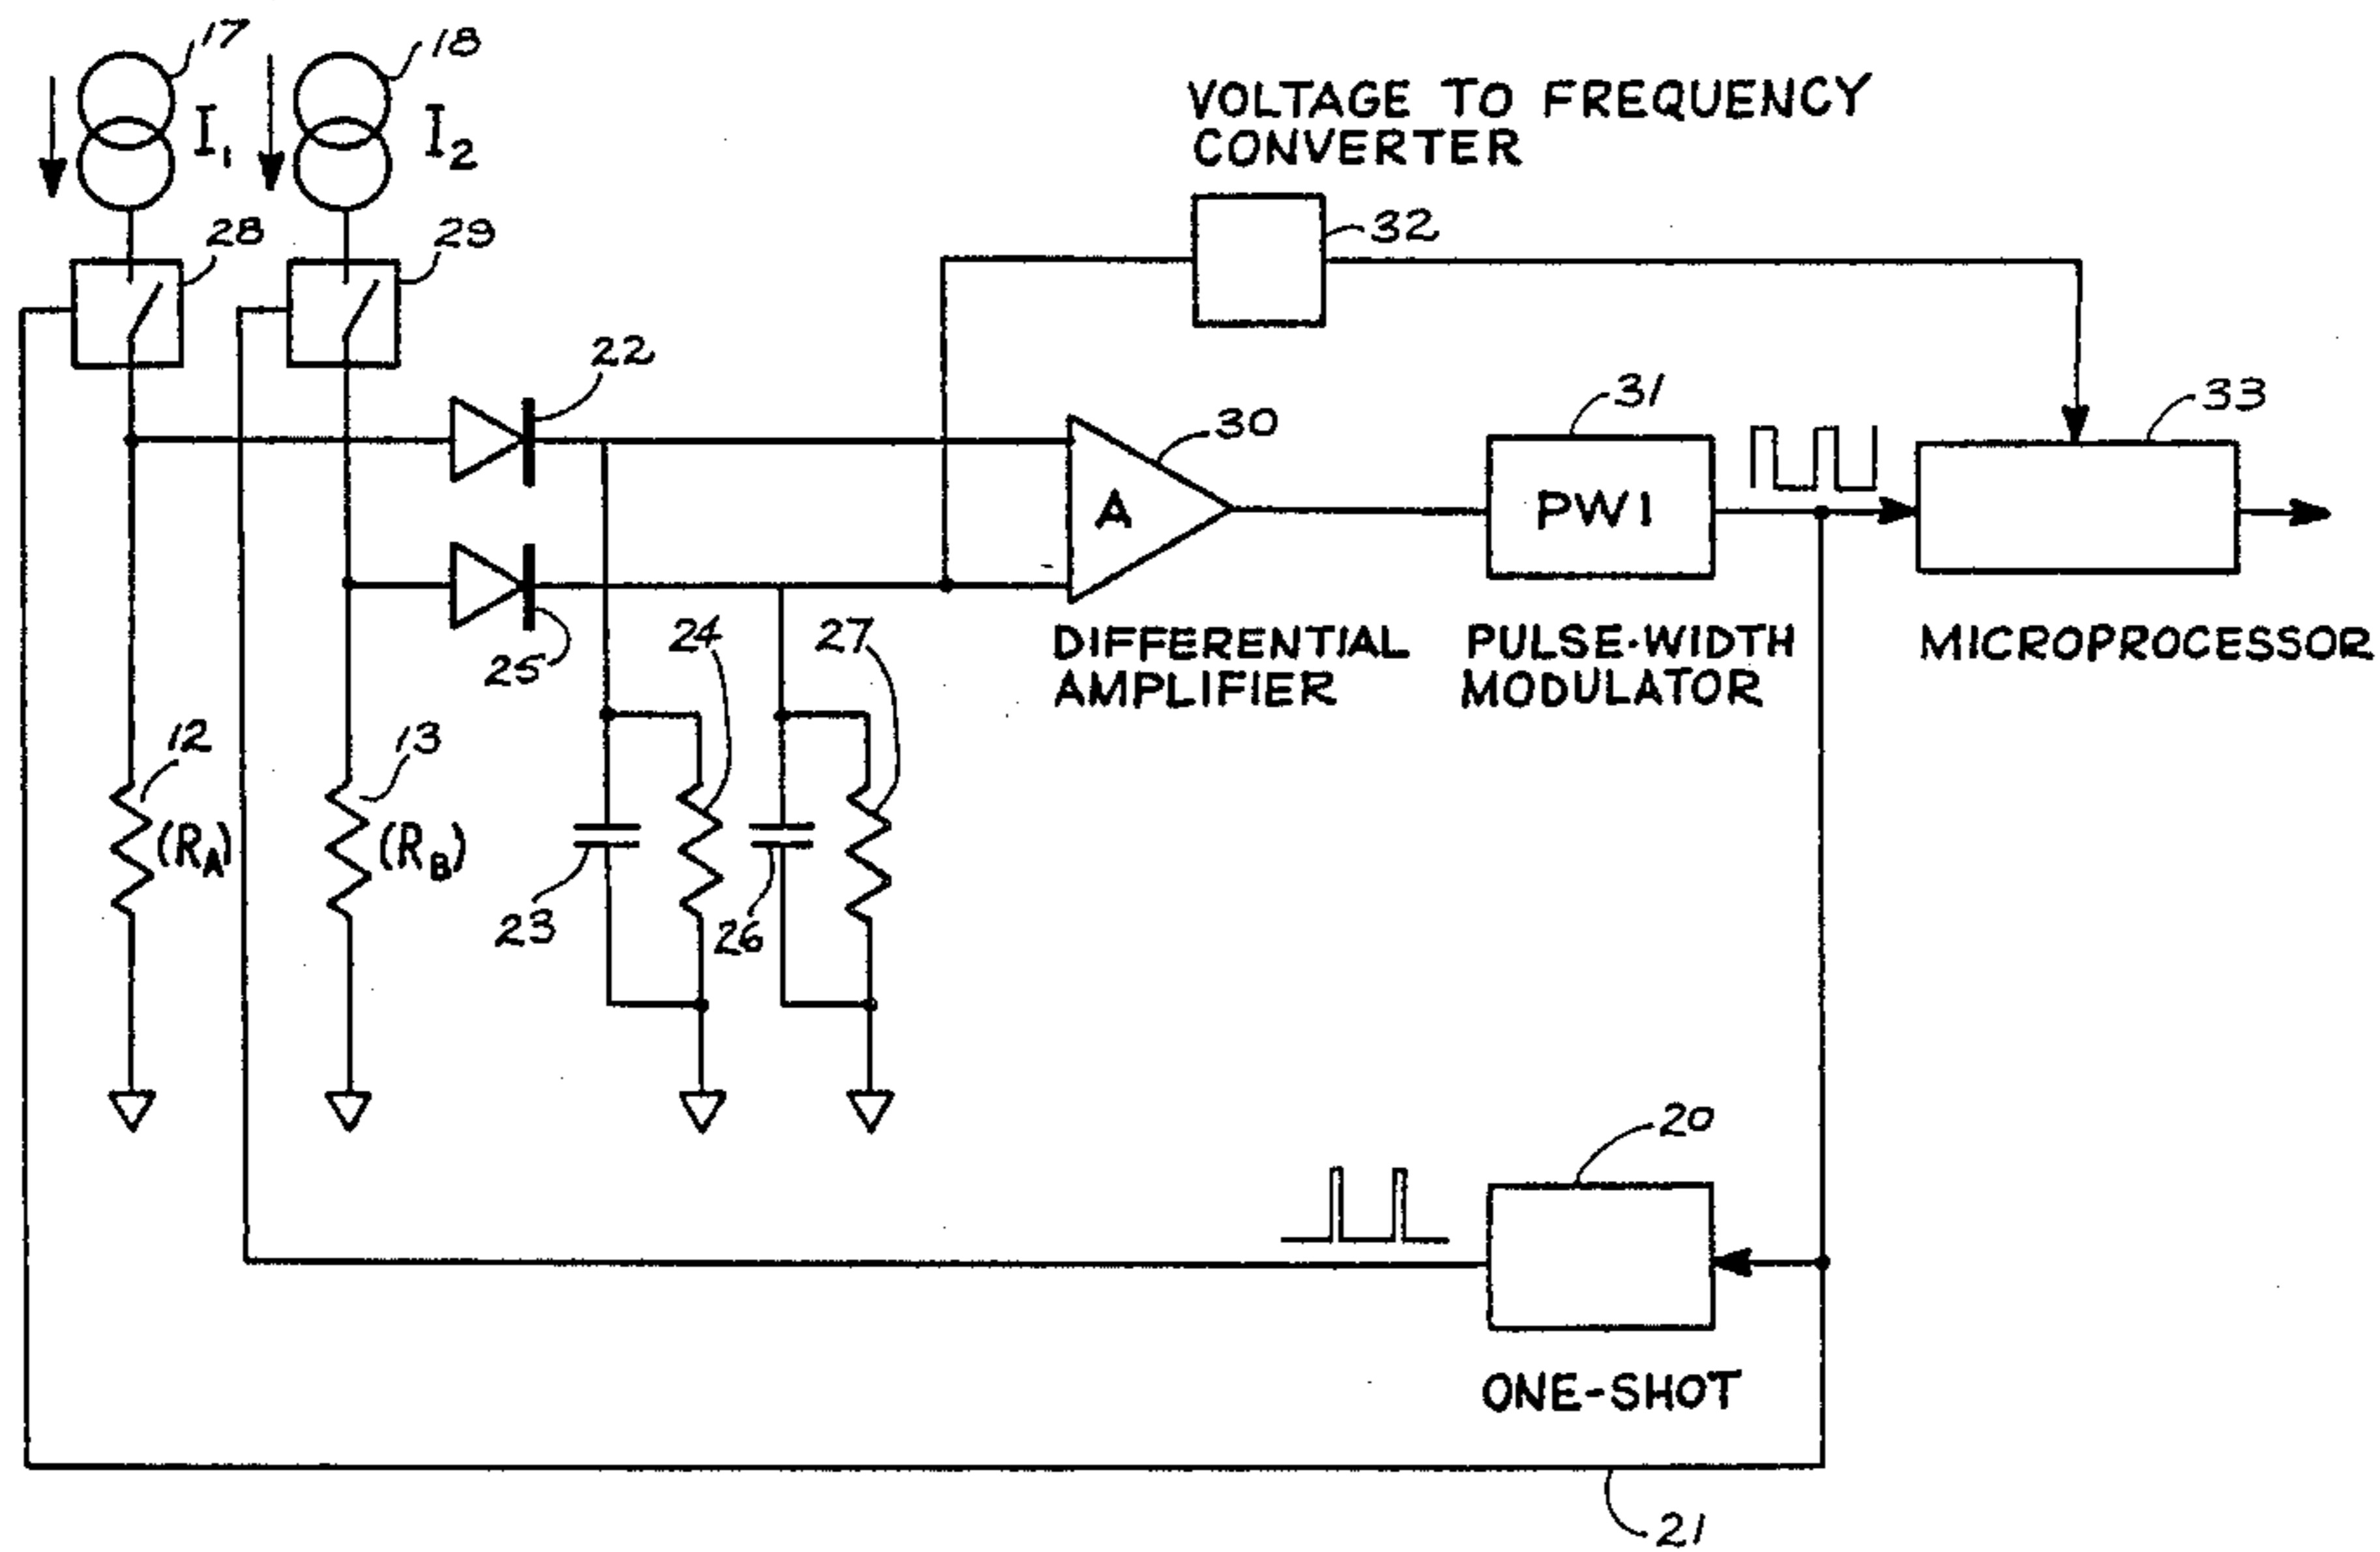 17
18
I1
I2
VOLTAGE TO FREQUENCY
CONVERTER
28
29
32
22
31
33
30
A
PW1
25
24
27
DIFFERENTIAL
AMPLIFIER
PULSE-WIDTH
MODULATOR
MICROPROCESSOR
12
13
(RA)
(RB)
23
26
20
ONE-SHOT
21